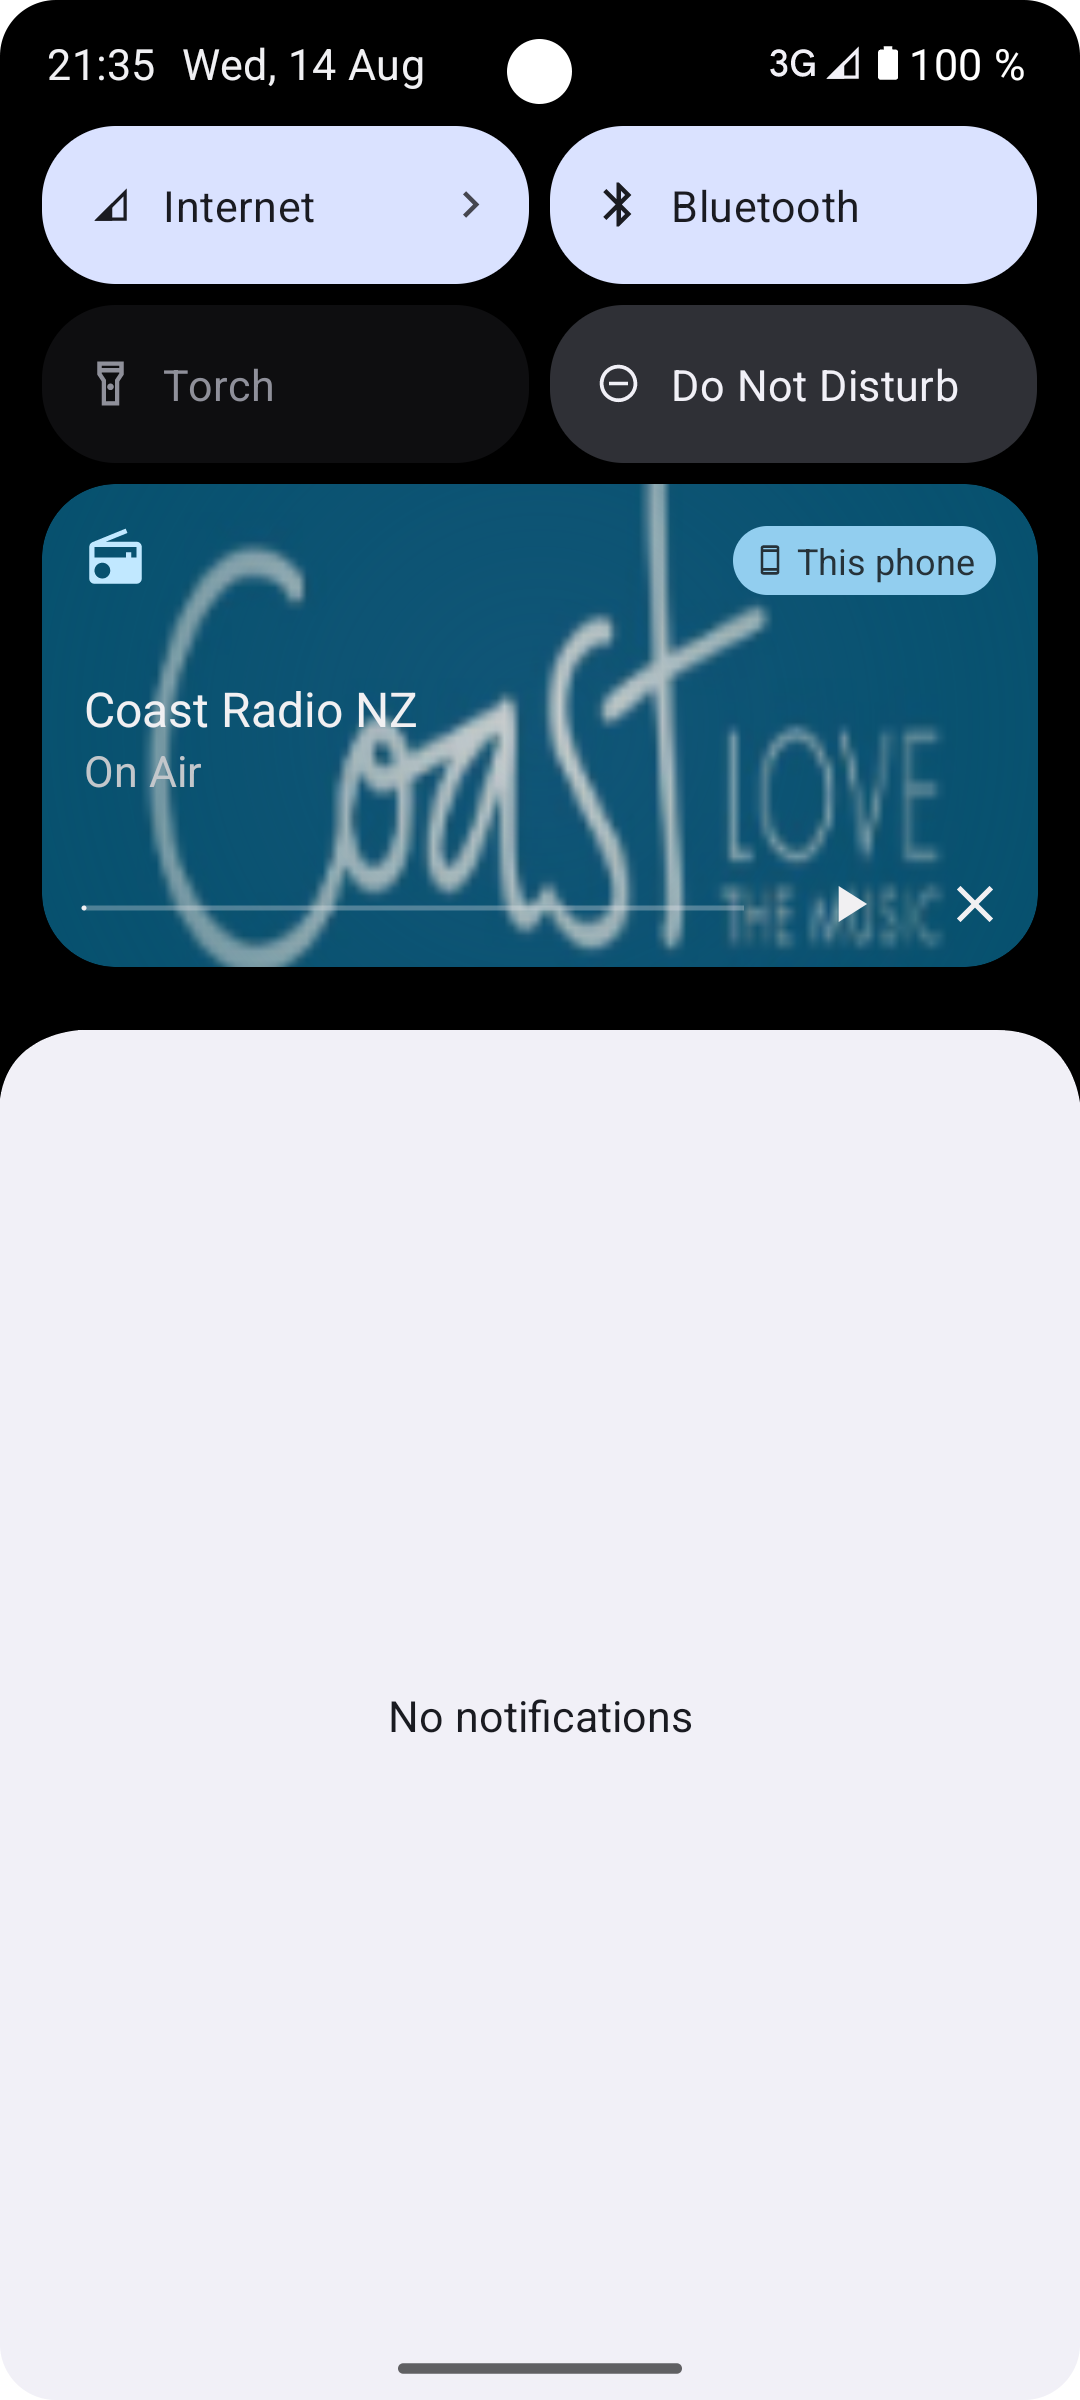 21:35 Wed, 14 Aug 3G 100 %
Internet
Bluetooth
Torch
Do Not Disturb
Coast
LOVE
THE MUSIC
This phone
Coast Radio NZ
On Air
No notifications